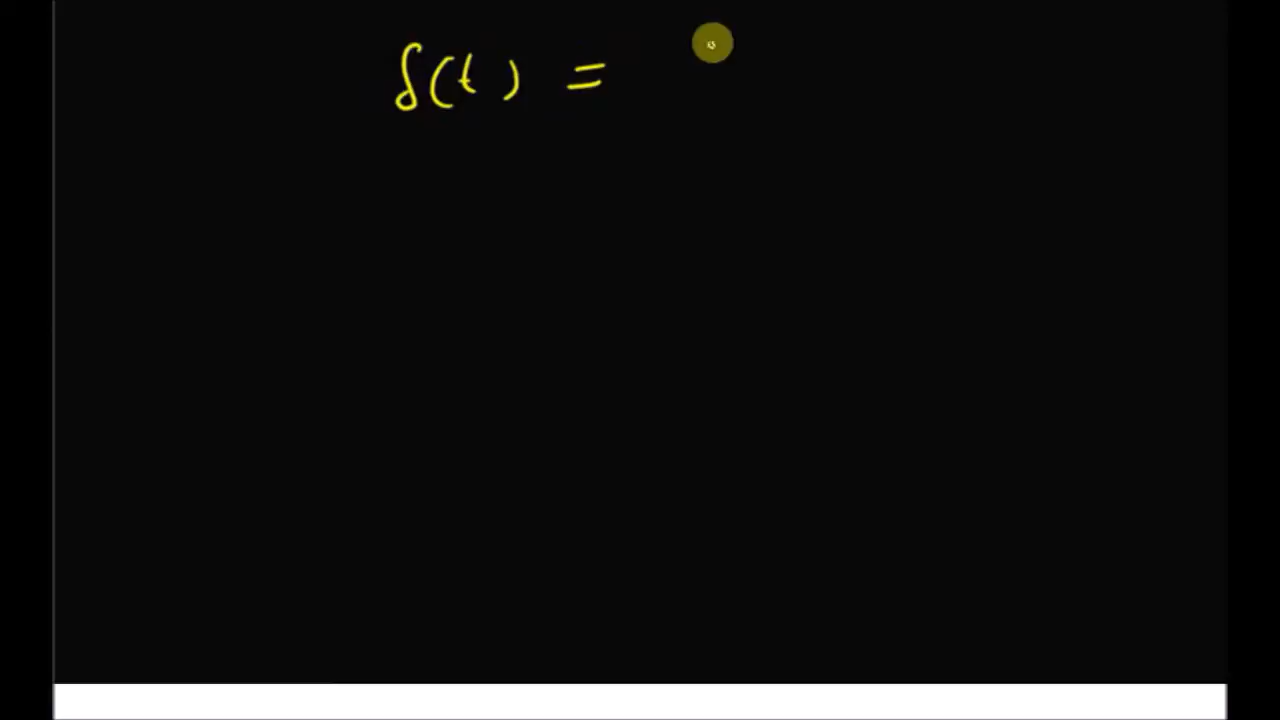 δ(t) =